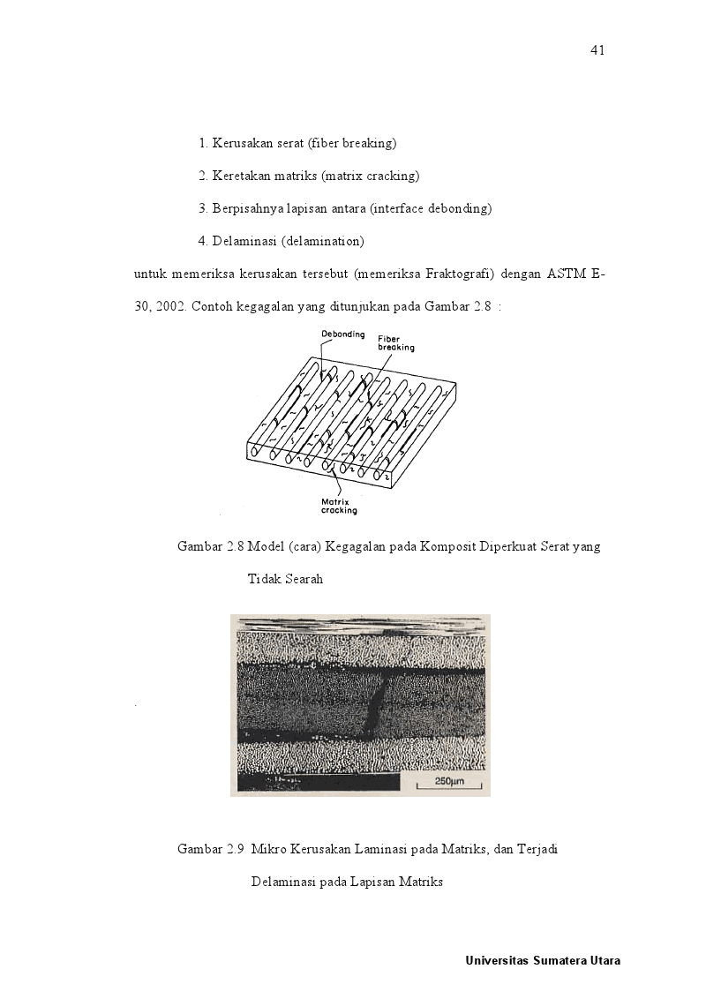 41
1. Kerusakan serat (fiber breaking)
2. Keretakan matriks (matrix cracking)
3. Berpisahnya lapisan antara (interface debonding)
4. Delaminasi (delamination)
untuk memeriksa kerusakan tersebut (memeriksa Fraktografi) dengan ASTM E-
30, 2002. Contoh kegagalan yang ditunjukan pada Gambar 2.8 :
Debonding
Fiber
breaking
Matrix
cracking
Gambar 2.8 Model (cara) Kegagalan pada Komposit Diperkuat Serat yang
Tidak Searah
250µm
Gambar 2.9 Mikro Kerusakan Laminasi pada Matriks, dan Terjadi
Delaminasi pada Lapisan Matriks
Universitas Sumatera Utara